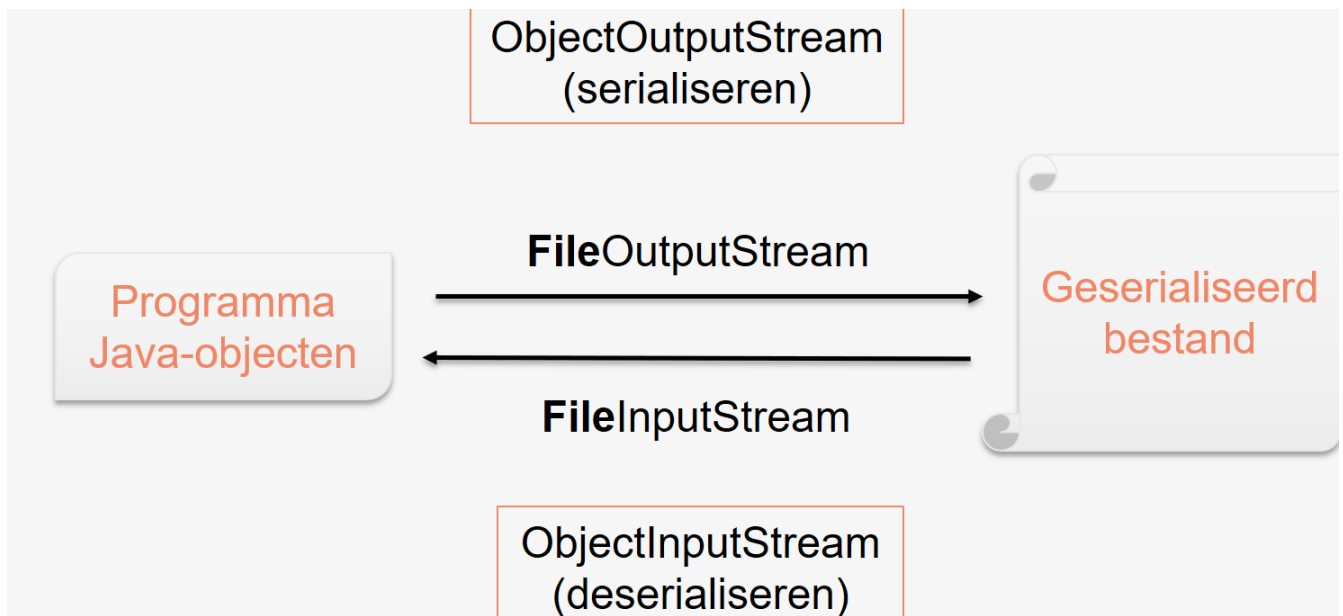 ObjectOutputStream
(serialiseren)
FileOutputStream
Programma
Java-objecten
Geserialiseerd
bestand
FileInputStream
ObjectInputStream
(deserialiseren)